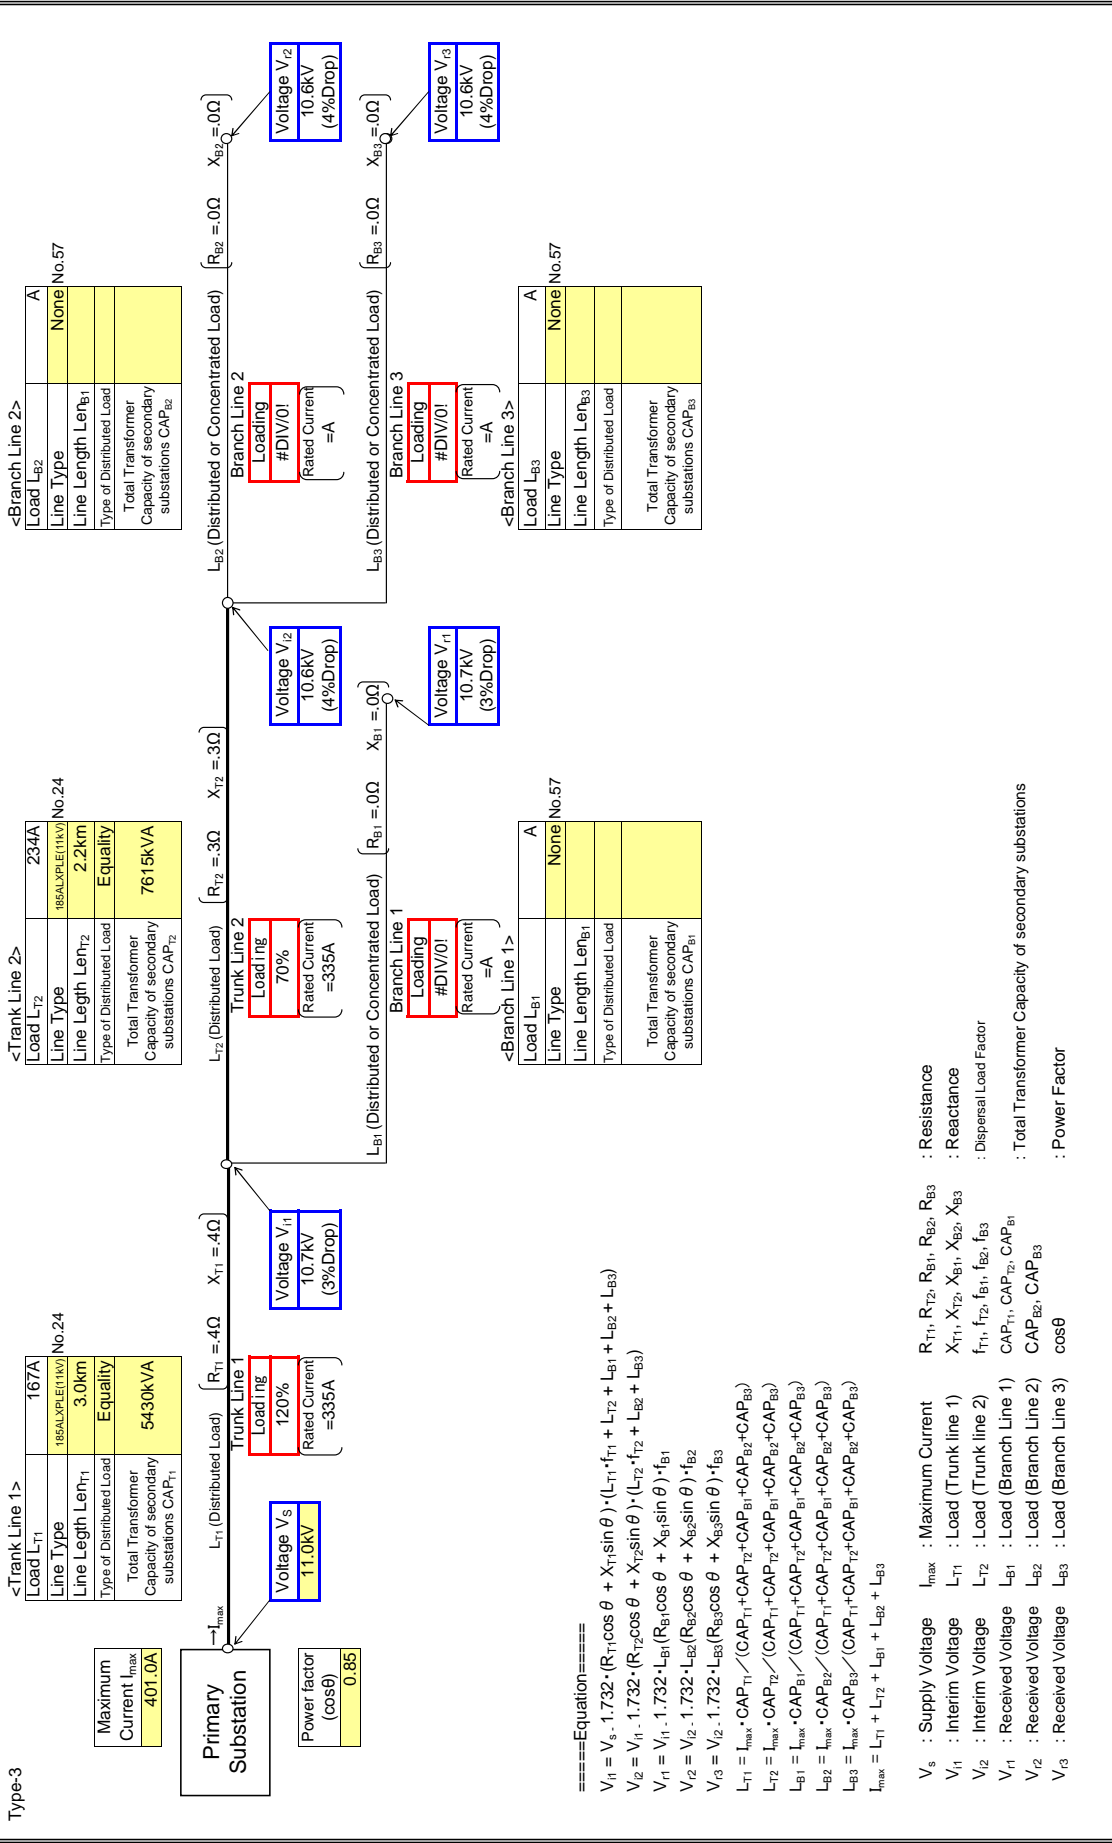 Type-3
Maximum
Current Imax
401.0A
Primary
Substation
Power factor
(cosθ)
0.85
→Imax
Voltage VS
11.0kV
<Trank Line 1>
Load LT1 167A
Line Type 185ALXPLE(11kV) No.24
Line Legth LenT1 3.0km
Type of Distributed Load Equality
Total Transformer
Capacity of secondary
substations CAPT1
5430kVA
LT1 (Distributed Load)
RT1 =.4Ω XT1 =.4Ω
Trunk Line 1
Loading
120%
Rated Current
=335A
Voltage Vi1
10.7kV
(3%Drop)
<Trank Line 2>
Load LT2 234A
Line Type 185ALXPLE(11kV) No.24
Line Legth LenT2 2.2km
Type of Distributed Load Equality
Total Transformer
Capacity of secondary
substations CAPT2
7615kVA
LT2 (Distributed Load)
RT2 =.3Ω XT2 =.3Ω
Trunk Line 2
Loading
70%
Rated Current
=335A
Voltage Vi2
10.6kV
(4%Drop)
LB1 (Distributed or Concentrated Load)
RB1 =.0Ω XB1 =.0Ω
Branch Line 1
Loading
#DIV/0!
Rated Current
=A
Voltage Vr1
10.7kV
(3%Drop)
<Branch Line 1>
Load LB1 A
Line Type None No.57
Line Length LenB1
Type of Distributed Load
Total Transformer
Capacity of secondary
substations CAPB1
<Branch Line 2>
Load LB2 A
Line Type None No.57
Line Length LenB1
Type of Distributed Load
Total Transformer
Capacity of secondary
substations CAPB2
LB2 (Distributed or Concentrated Load)
RB2 =.0Ω XB2 =.0Ω
Branch Line 2
Loading
#DIV/0!
Rated Current
=A
Voltage Vr2
10.6kV
(4%Drop)
LB3 (Distributed or Concentrated Load)
RB3 =.0Ω XB3 =.0Ω
Branch Line 3
Loading
#DIV/0!
Rated Current
=A
Voltage Vr3
10.6kV
(4%Drop)
<Branch Line 3>
Load LB3 A
Line Type None No.57
Line Length LenB3
Type of Distributed Load
Total Transformer
Capacity of secondary
substations CAPB3
=====Equation=====
Vi1 = Vs - 1.732・(RT1cosθ + XT1sinθ)・(LT1・fT1 + LT2 + LB1 + LB2 + LB3)
Vi2 = Vi1 - 1.732・(RT2cosθ + XT2sinθ)・(LT2・fT2 + LB2 + LB3)
Vr1 = Vi1 - 1.732・LB1(RB1cosθ + XB1sinθ)・fB1
Vr2 = Vi2 - 1.732・LB2(RB2cosθ + XB2sinθ)・fB2
Vr3 = Vi2 - 1.732・LB3(RB3cosθ + XB3sinθ)・fB3
LT1 = Imax・CAPT1／(CAPT1+CAPT2+CAPB1+CAPB2+CAPB3)
LT2 = Imax・CAPT2／(CAPT1+CAPT2+CAPB1+CAPB2+CAPB3)
LB1 = Imax・CAPB1／(CAPT1+CAPT2+CAPB1+CAPB2+CAPB3)
LB2 = Imax・CAPB2／(CAPT1+CAPT2+CAPB1+CAPB2+CAPB3)
LB3 = Imax・CAPB3／(CAPT1+CAPT2+CAPB1+CAPB2+CAPB3)
Imax = LT1 + LT2 + LB1 + LB2 + LB3
Vs : Supply Voltage Imax : Maximum Current RT1, RT2, RB1, RB2, RB3 : Resistance
Vi1 : Interim Voltage LT1 : Load (Trunk line 1) XT1, XT2, XB1, XB2, XB3 : Reactance
Vi2 : Interim Voltage LT2 : Load (Trunk line 2) fT1, fT2, fB1, fB2, fB3 : Dispersal Load Factor
Vr1 : Received Voltage LB1 : Load (Branch Line 1) CAPT1, CAPT2, CAPB1 : Total Transformer Capacity of secondary substations
Vr2 : Received Voltage LB2 : Load (Branch Line 2) CAPB2, CAPB3
Vr3 : Received Voltage LB3 : Load (Branch Line 3) cosθ : Power Factor